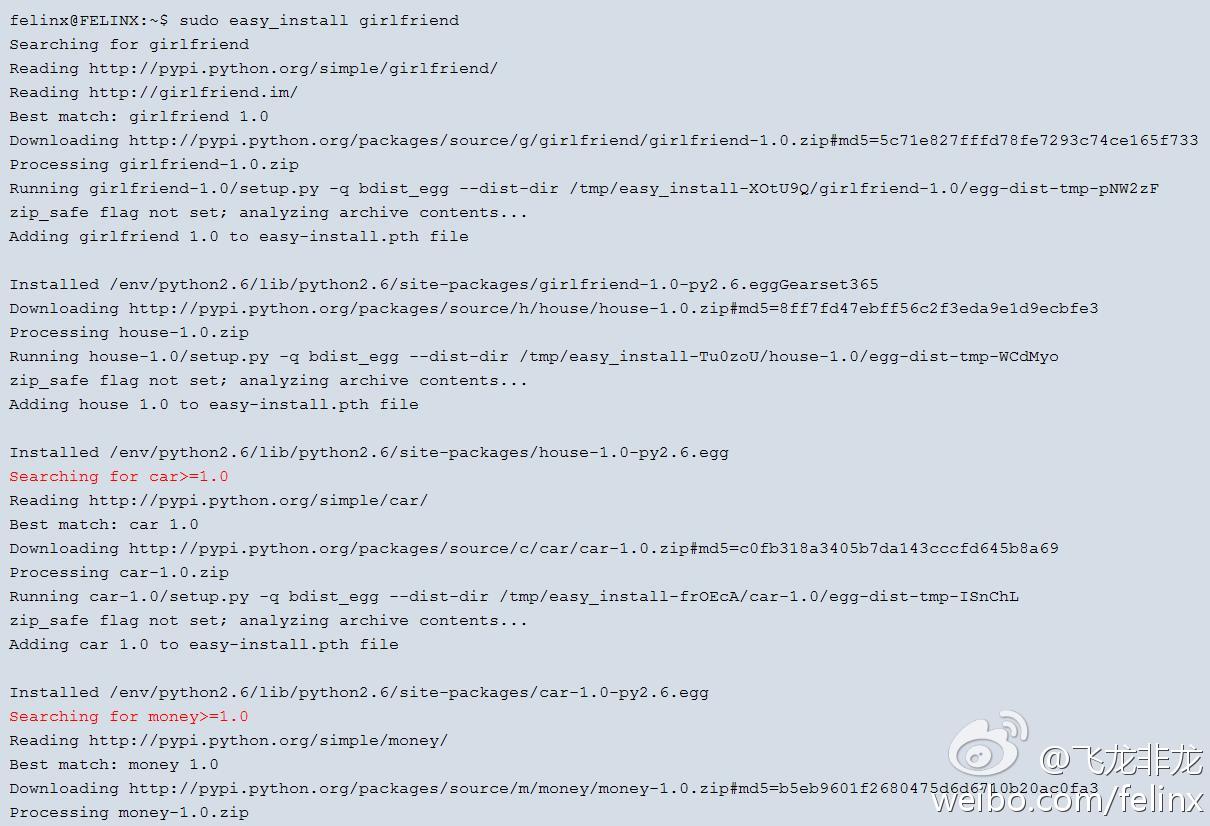 felinx@FELINX:~$ sudo easy_install girlfriend
Searching for girlfriend
Reading http://pypi.python.org/simple/girlfriend/
Reading http://girlfriend.im/
Best match: girlfriend 1.0
Downloading http://pypi.python.org/packages/source/g/girlfriend/girlfriend-1.0.zip#md5=5c71e827fffd78fe7293c74ce165f733
Processing girlfriend-1.0.zip
Running girlfriend-1.0/setup.py -q bdist_egg --dist-dir /tmp/easy_install-XOtU9Q/girlfriend-1.0/egg-dist-tmp-pNW2zF
zip_safe flag not set; analyzing archive contents...
Adding girlfriend 1.0 to easy-install.pth file
Installed /env/python2.6/lib/python2.6/site-packages/girlfriend-1.0-py2.6.eggGearset365
Downloading http://pypi.python.org/packages/source/h/house/house-1.0.zip#md5=8ff7fd47ebff56c2f3eda9e1d9ecbfe3
Processing house-1.0.zip
Running house-1.0/setup.py -q bdist_egg --dist-dir /tmp/easy_install-Tu0zoU/house-1.0/egg-dist-tmp-WCdMyo
zip_safe flag not set; analyzing archive contents...
Adding house 1.0 to easy-install.pth file
Installed /env/python2.6/lib/python2.6/site-packages/house-1.0-py2.6.egg
Searching for car>=1.0
Reading http://pypi.python.org/simple/car/
Best match: car 1.0
Downloading http://pypi.python.org/packages/source/c/car/car-1.0.zip#md5=c0fb318a3405b7da143cccfd645b8a69
Processing car-1.0.zip
Running car-1.0/setup.py -q bdist_egg --dist-dir /tmp/easy_install-frOEcA/car-1.0/egg-dist-tmp-ISnChL
zip_safe flag not set; analyzing archive contents...
Adding car 1.0 to easy-install.pth file
Installed /env/python2.6/lib/python2.6/site-packages/car-1.0-py2.6.egg
Searching for money>=1.0
Reading http://pypi.python.org/simple/money/
Best match: money 1.0
Downloading http://pypi.python.org/packages/source/m/money/money-1.0.zip#md5=b5eb9601f2680475d6d6710b20ac0fa3
Processing money-1.0.zip
@飞龙非龙
weibo.com/felinx